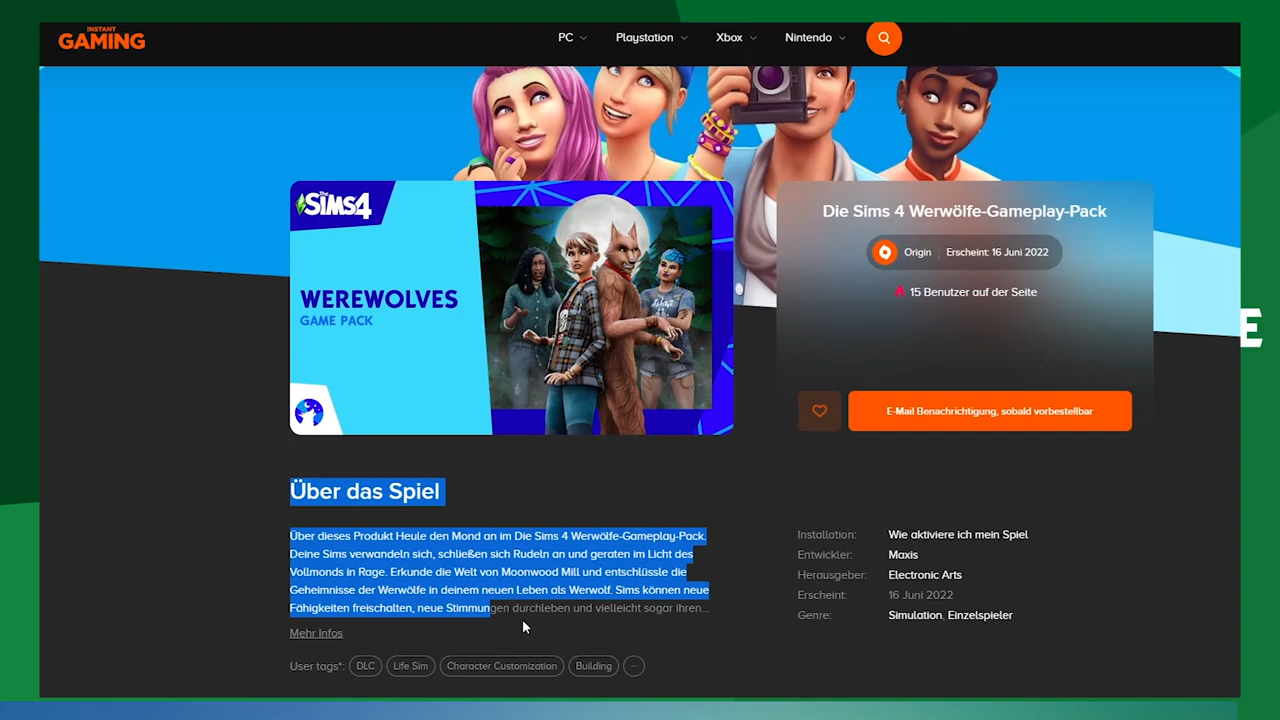 INSTANT
GAMING
PC
Playstation
Xbox
Nintendo
The
SiMS4
WEREWOLVES
GAME PACK
Die Sims 4 Werwölfe-Gameplay-Pack
Origin
Erscheint: 16 Juni 2022
15 Benutzer auf der Seite
E-Mail Benachrichtigung, sobald vorbestellbar
E
Über das Spiel
Über dieses Produkt Heule den Mond an im Die Sims 4 Werwölfe-Gameplay-Pack.
Deine Sims verwandeln sich, schließen sich Rudeln an und geraten im Licht des
Vollmonds in Rage. Erkunde die Welt von Moonwood Mill und entschlüssle die
Geheimnisse der Werwölfe in deinem neuen Leben als Werwolf. Sims können neue
Fähigkeiten freischalten, neue Stimmungen durchleben und vielleicht sogar ihren...
Mehr Infos
User tags*: DLC Life Sim Character Customization Building ...
Installation: Wie aktiviere ich mein Spiel
Entwickler: Maxis
Herausgeber: Electronic Arts
Erscheint: 16 Juni 2022
Genre: Simulation, Einzelspieler